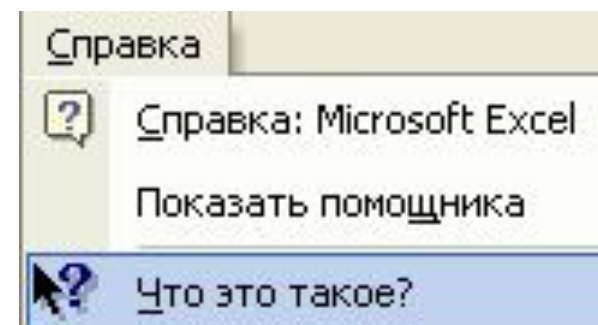 Справка
Справка: Microsoft Excel
Показать помощника
Что это такое?